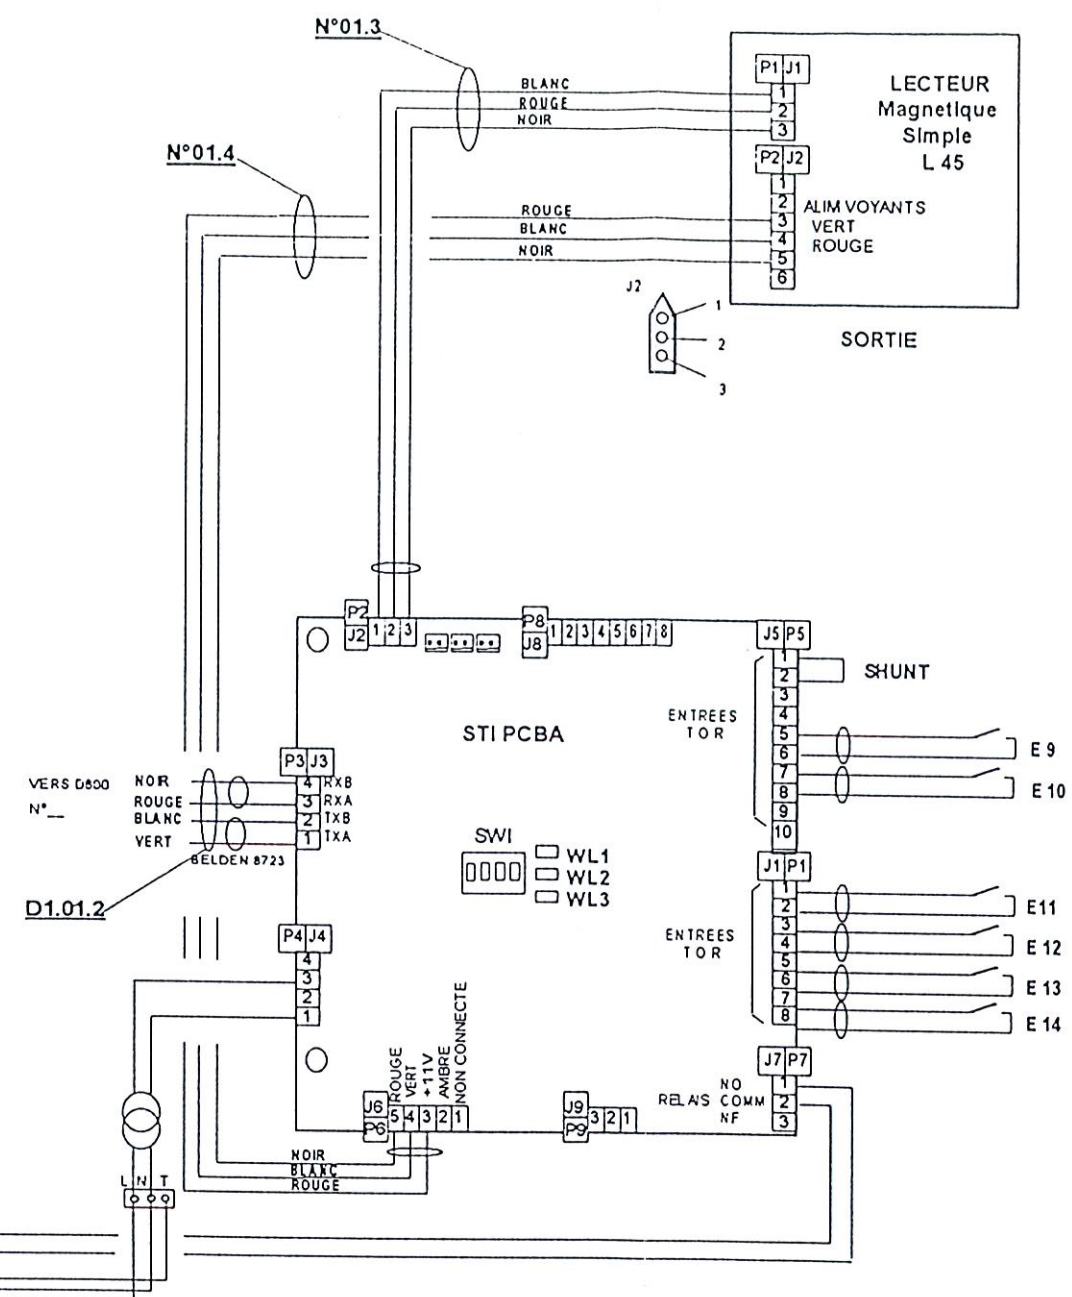 N°01.3
P1 J1
BLANC
1
ROUGE
2
NOIR
3
LECTEUR
Magnetique
Simple
L 45
N°01.4
P2 J2
1
2
ALIM VOYANTS
ROUGE
3
VERT
BLANC
4
ROUGE
NOIR
5
6
J2
1
2
3
SORTIE
P2
J2
1 2 3
P8
J8
1 2 3 4 5 6 7 8
J5 P5
1
2
3
4
5
6
7
8
9
10
SHUNT
ENTREES
TOR
E 9
E 10
STI PCBA
P3 J3
VERS D600
N°__
NOIR
4
RXB
ROUGE
3
RXA
BLANC
2
TXB
VERT
1
TXA
BELDEN 8723
D1.01.2
SWI
WL1
WL2
WL3
J1 P1
1
2
3
4
5
6
7
8
ENTREES
TOR
E11
E 12
E 13
E 14
P4 J4
4
3
2
1
ROUGE
VERT
+11V
AMBRE
NON CONNECTE
J6
P6
5 4 3 2 1
J9
P9
3 2 1
J7 P7
NO
1
RELAIS COMM
2
NF
3
NOIR
BLANC
ROUGE
L N T